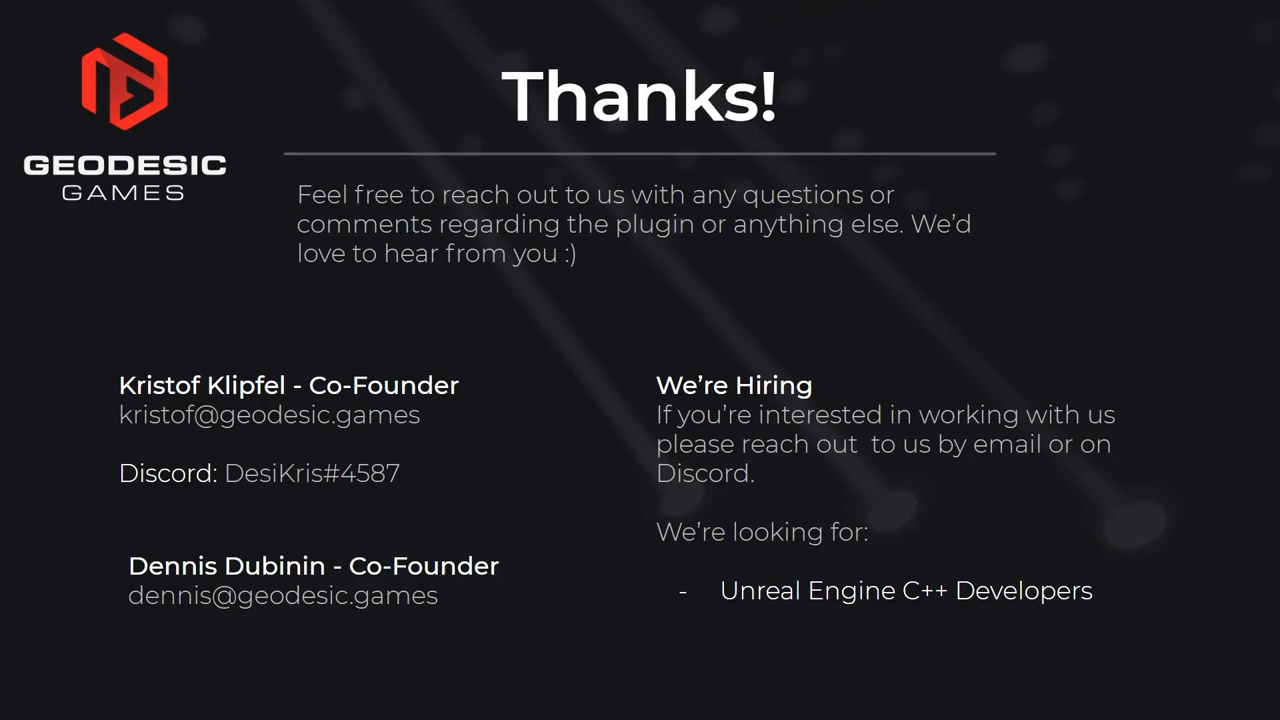 GEODESIC
GAMES
Thanks!
Feel free to reach out to us with any questions or
comments regarding the plugin or anything else. We’d
love to hear from you :)
Kristof Klipfel - Co-Founder
kristof@geodesic.games
Discord: DesiKris#4587
Dennis Dubinin - Co-Founder
dennis@geodesic.games
We’re Hiring
If you’re interested in working with us
please reach out  to us by email or on
Discord.
We’re looking for:
- Unreal Engine C++ Developers